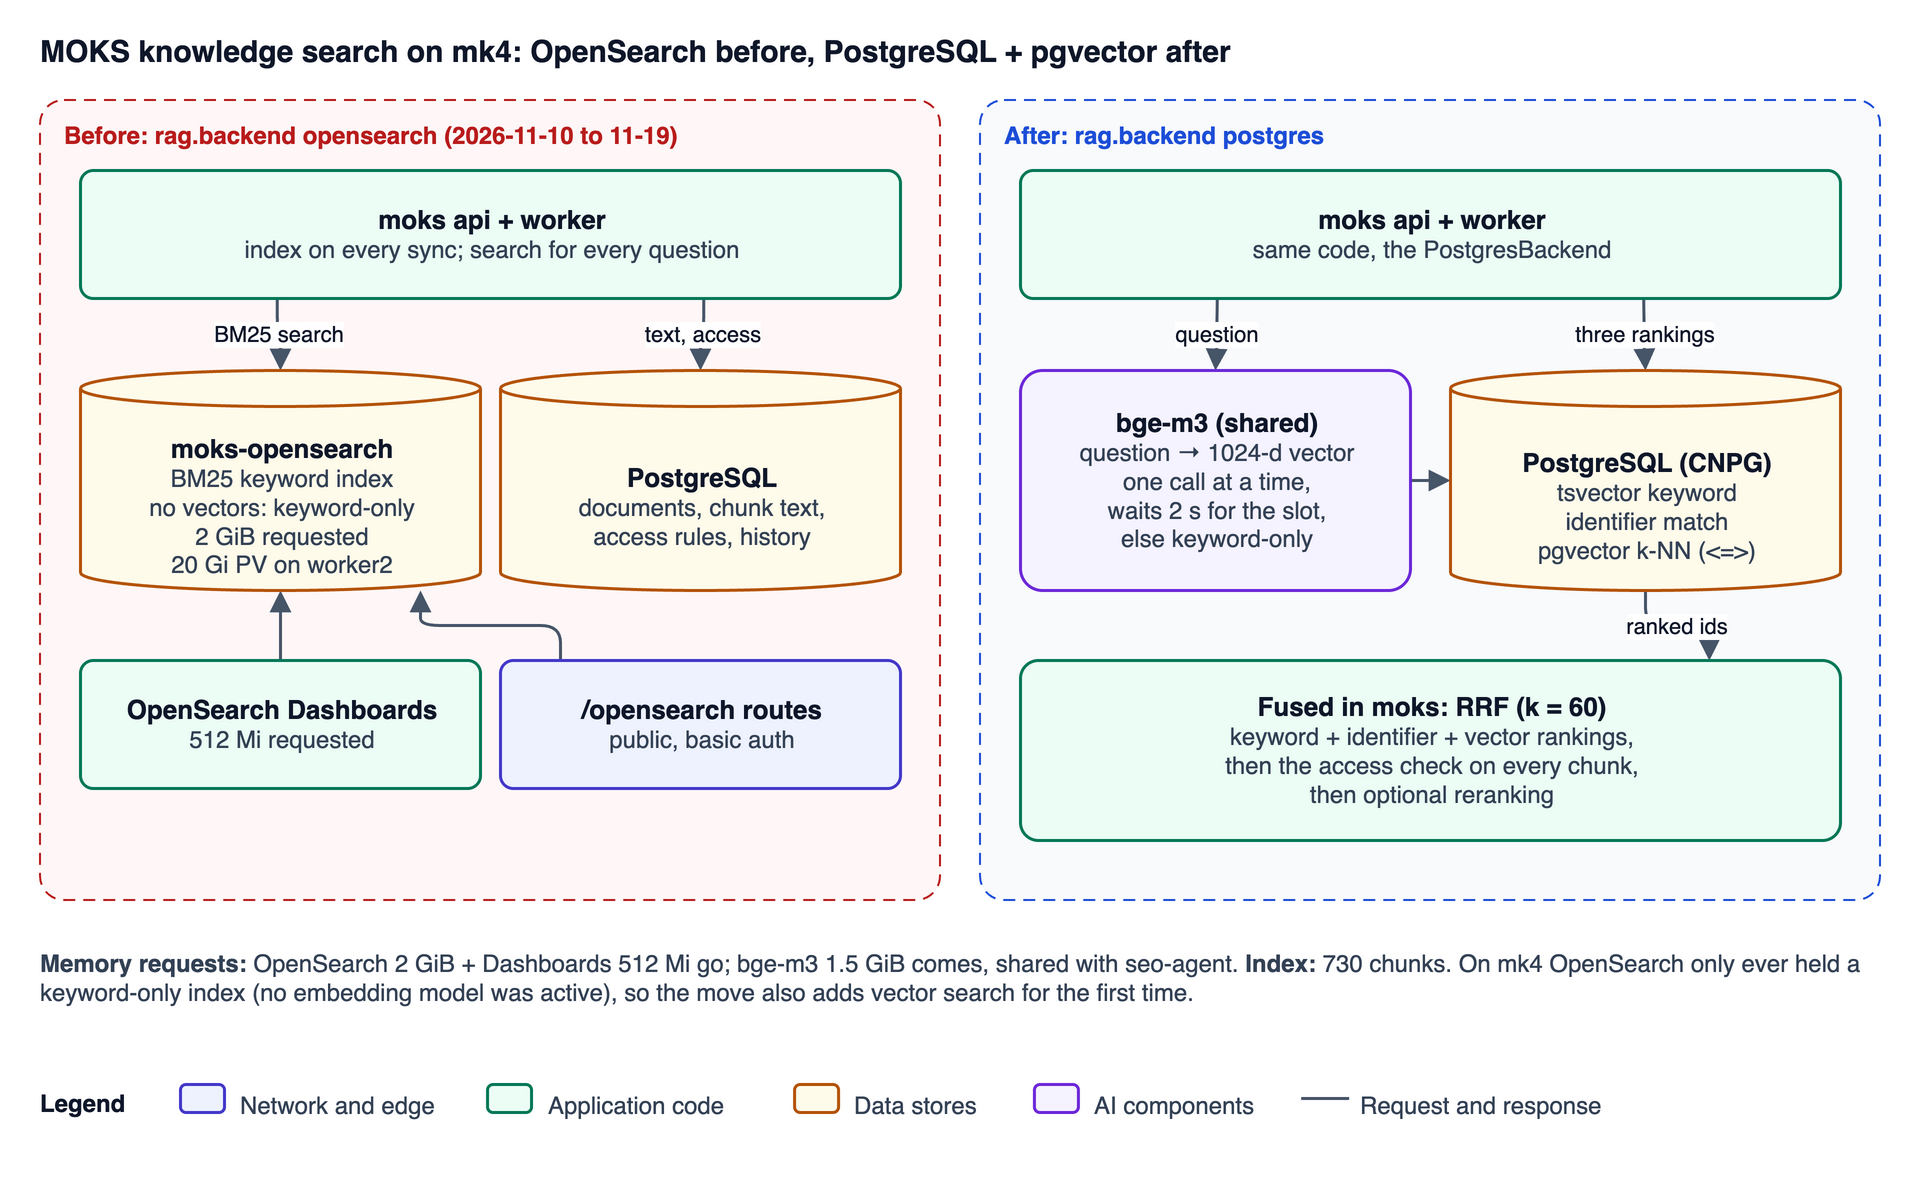 MOKS knowledge search on mk4: OpenSearch before, PostgreSQL + pgvector after
Before: rag.backend opensearch (2026-11-10 to 11-19)
moks api + worker
index on every sync; search for every question
BM25 search
text, access
moks-opensearch
BM25 keyword index
no vectors: keyword-only
2 GiB requested
20 Gi PV on worker2
PostgreSQL
documents, chunk text,
access rules, history
OpenSearch Dashboards
512 Mi requested
/opensearch routes
public, basic auth
After: rag.backend postgres
moks api + worker
same code, the PostgresBackend
question
three rankings
bge-m3 (shared)
question → 1024-d vector
one call at a time,
waits 2 s for the slot,
else keyword-only
PostgreSQL (CNPG)
tsvector keyword
identifier match
pgvector k-NN (<=>)
ranked ids
Fused in moks: RRF (k = 60)
keyword + identifier + vector rankings,
then the access check on every chunk,
then optional reranking
Memory requests: OpenSearch 2 GiB + Dashboards 512 Mi go; bge-m3 1.5 GiB comes, shared with seo-agent. Index: 730 chunks. On mk4 OpenSearch only ever held a
keyword-only index (no embedding model was active), so the move also adds vector search for the first time.
Legend
Network and edge
Application code
Data stores
AI components
Request and response